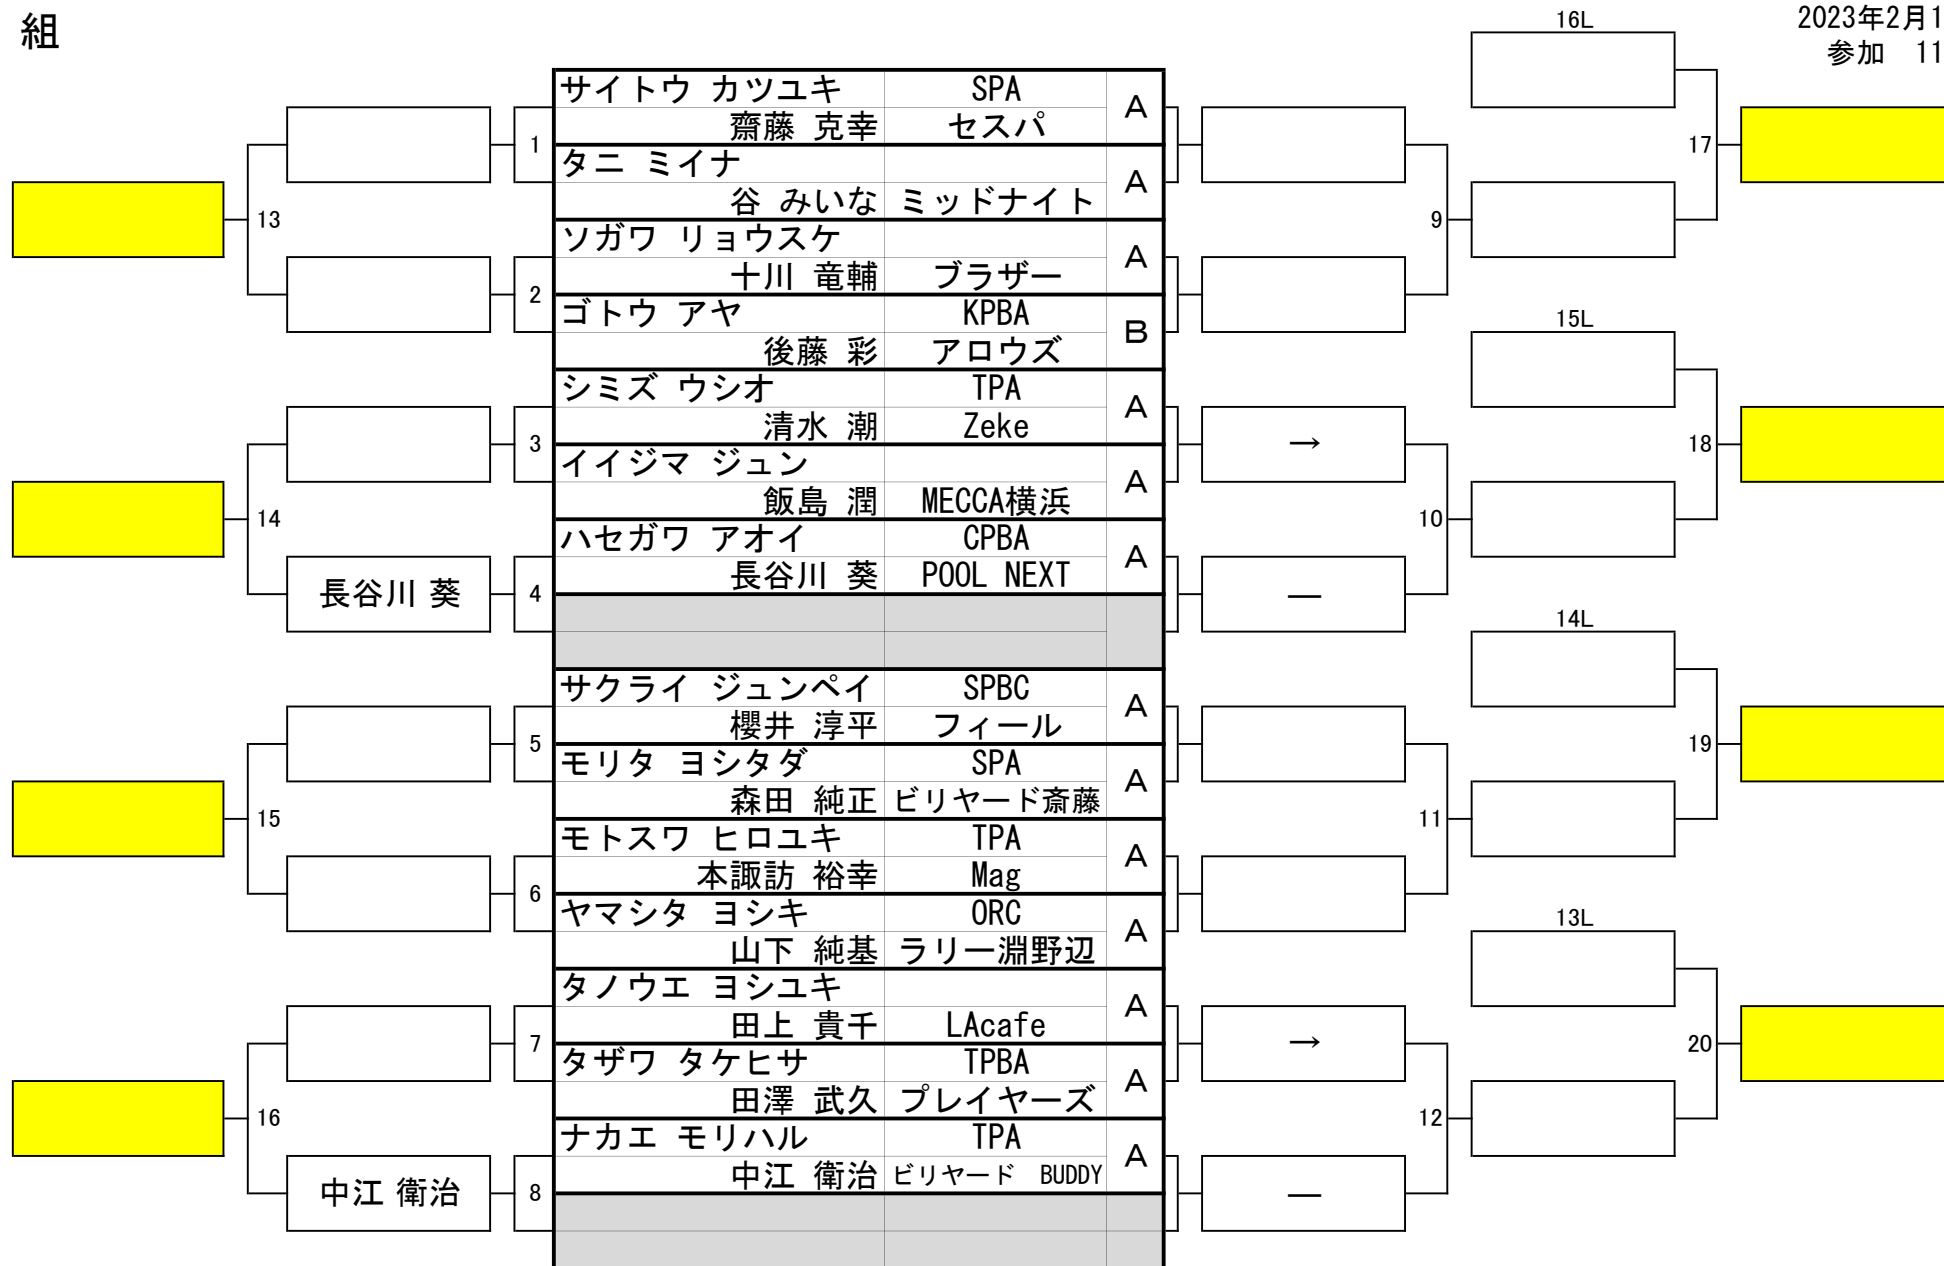 組
2023年2月1
参加 11
16L
サイトウ カツユキ SPA A
齋藤 克幸 セスパ
1
17
タニ ミイナ A
谷 みいな ミッドナイト
13
9
ソガワ リョウスケ A
十川 竜輔 ブラザー
2
ゴトウ アヤ KPBA B
後藤 彩 アロウズ
15L
シミズ ウシオ TPA A
清水 潮 Zeke
3
→
18
イイジマ ジュン A
飯島 潤 MECCA横浜
14
10
ハセガワ アオイ CPBA A
長谷川 葵 POOL NEXT
長谷川 葵
4
―
14L
サクライ ジュンペイ SPBC A
櫻井 淳平 フィール
5
19
モリタ ヨシタダ SPA A
森田 純正 ビリヤード斎藤
15
11
モトスワ ヒロユキ TPA A
本諏訪 裕幸 Mag
6
ヤマシタ ヨシキ ORC A
山下 純基 ラリー淵野辺
13L
タノウエ ヨシユキ A
田上 貴千 LAcafe
7
→
20
タザワ タケヒサ TPBA A
田澤 武久 プレイヤーズ
16
12
ナカエ モリハル TPA A
中江 衛治 ビリヤード BUDDY
中江 衛治
8
―